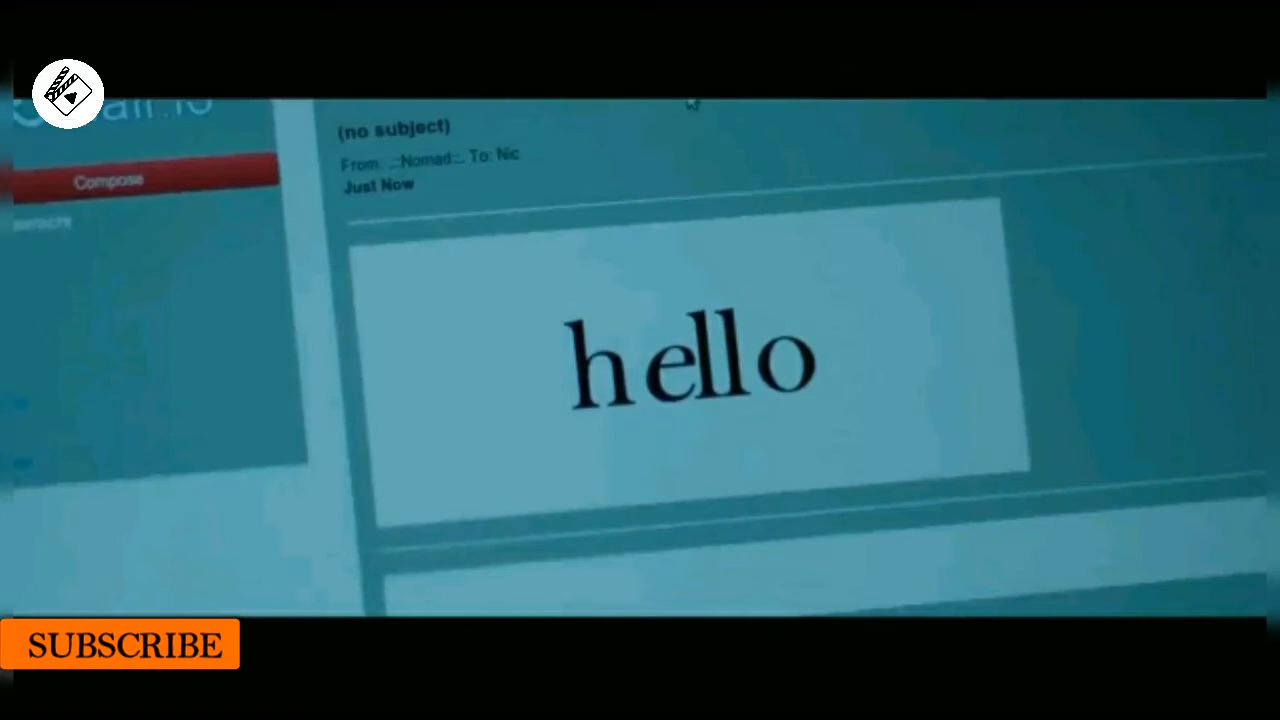 (no subject)
From: .:Nomad:. To: Nic
Just Now
Compose
hello
SUBSCRIBE